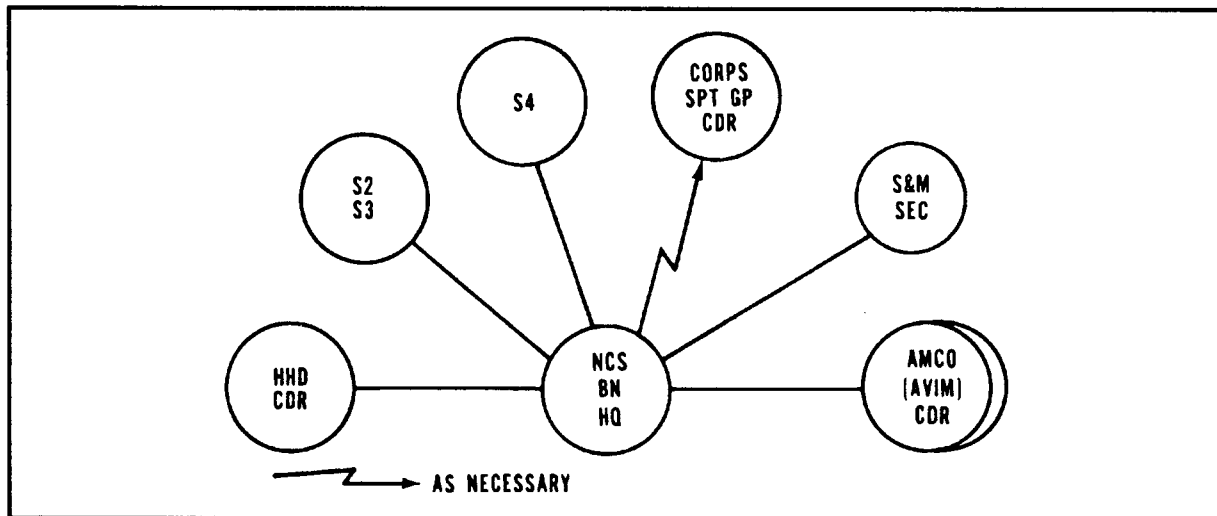 S4
CORPS
SPT GP
CDR
S2
S3
S&M
SEC
HHD
CDR
NCS
BN
HQ
AMCO
(AVIM)
CDR
AS NECESSARY